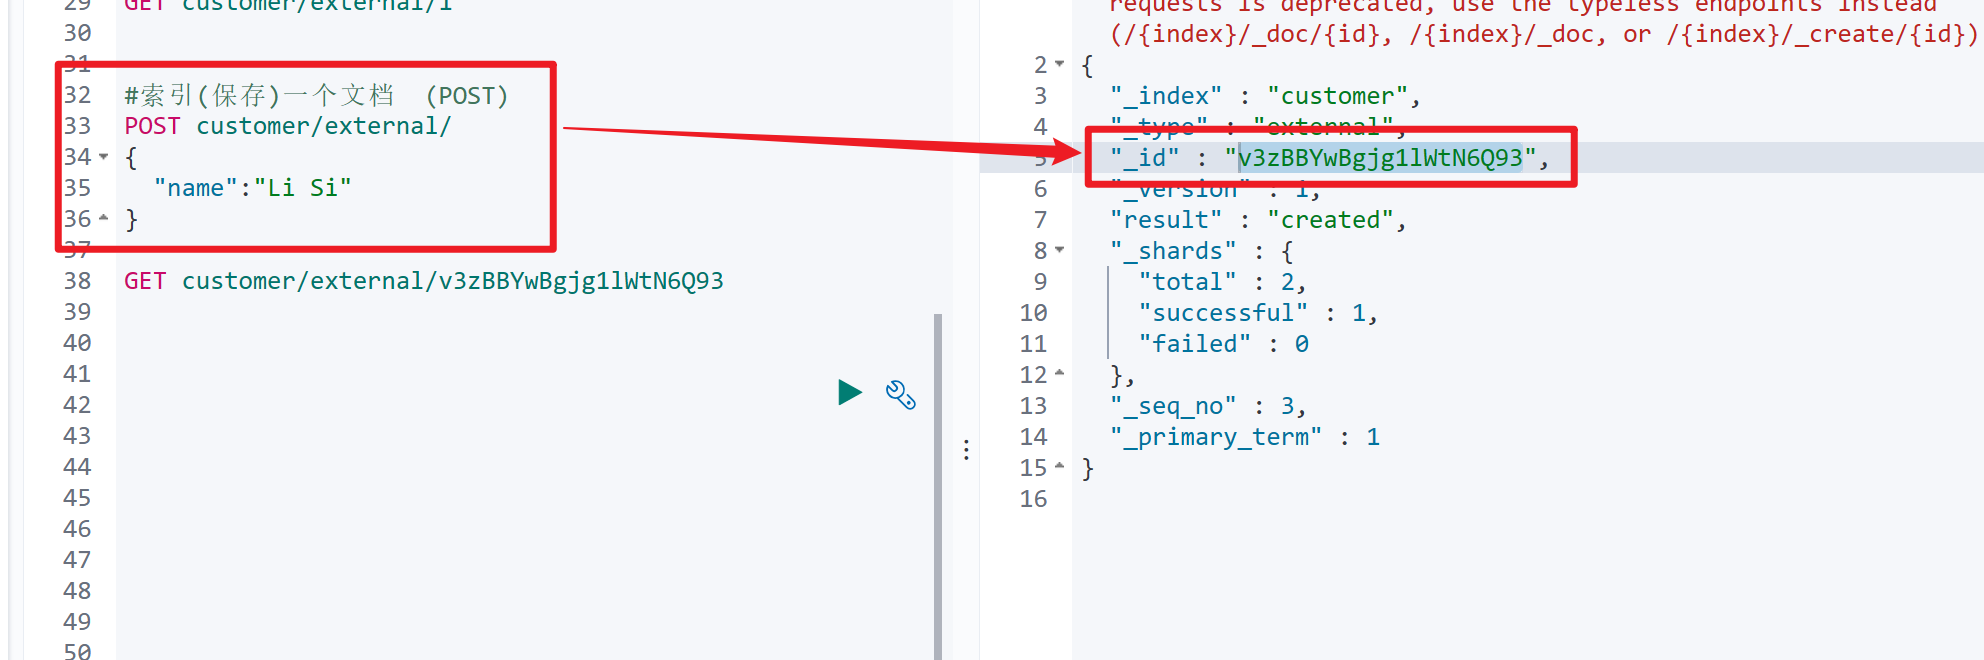 29 GET customer/external/1
30
31
32 #索引(保存)一个文档 (POST)
33 POST customer/external/
34 {
35 "name":"Li Si"
36 }
37
38 GET customer/external/v3zBBYwBgjg1lWtN6Q93
39
40
41
42
43
44
45
46
47
48
49
50
requests is deprecated, use the typeless endpoints instead
(/{index}/_doc/{id}, /{index}/_doc, or /{index}/_create/{id})
2 {
3 "_index" : "customer",
4 "_type" : "external",
5 "_id" : "v3zBBYwBgjg1lWtN6Q93",
6 "_version" : 1,
7 "result" : "created",
8 "_shards" : {
9 "total" : 2,
10 "successful" : 1,
11 "failed" : 0
12 },
13 "_seq_no" : 3,
14 "_primary_term" : 1
15 }
16